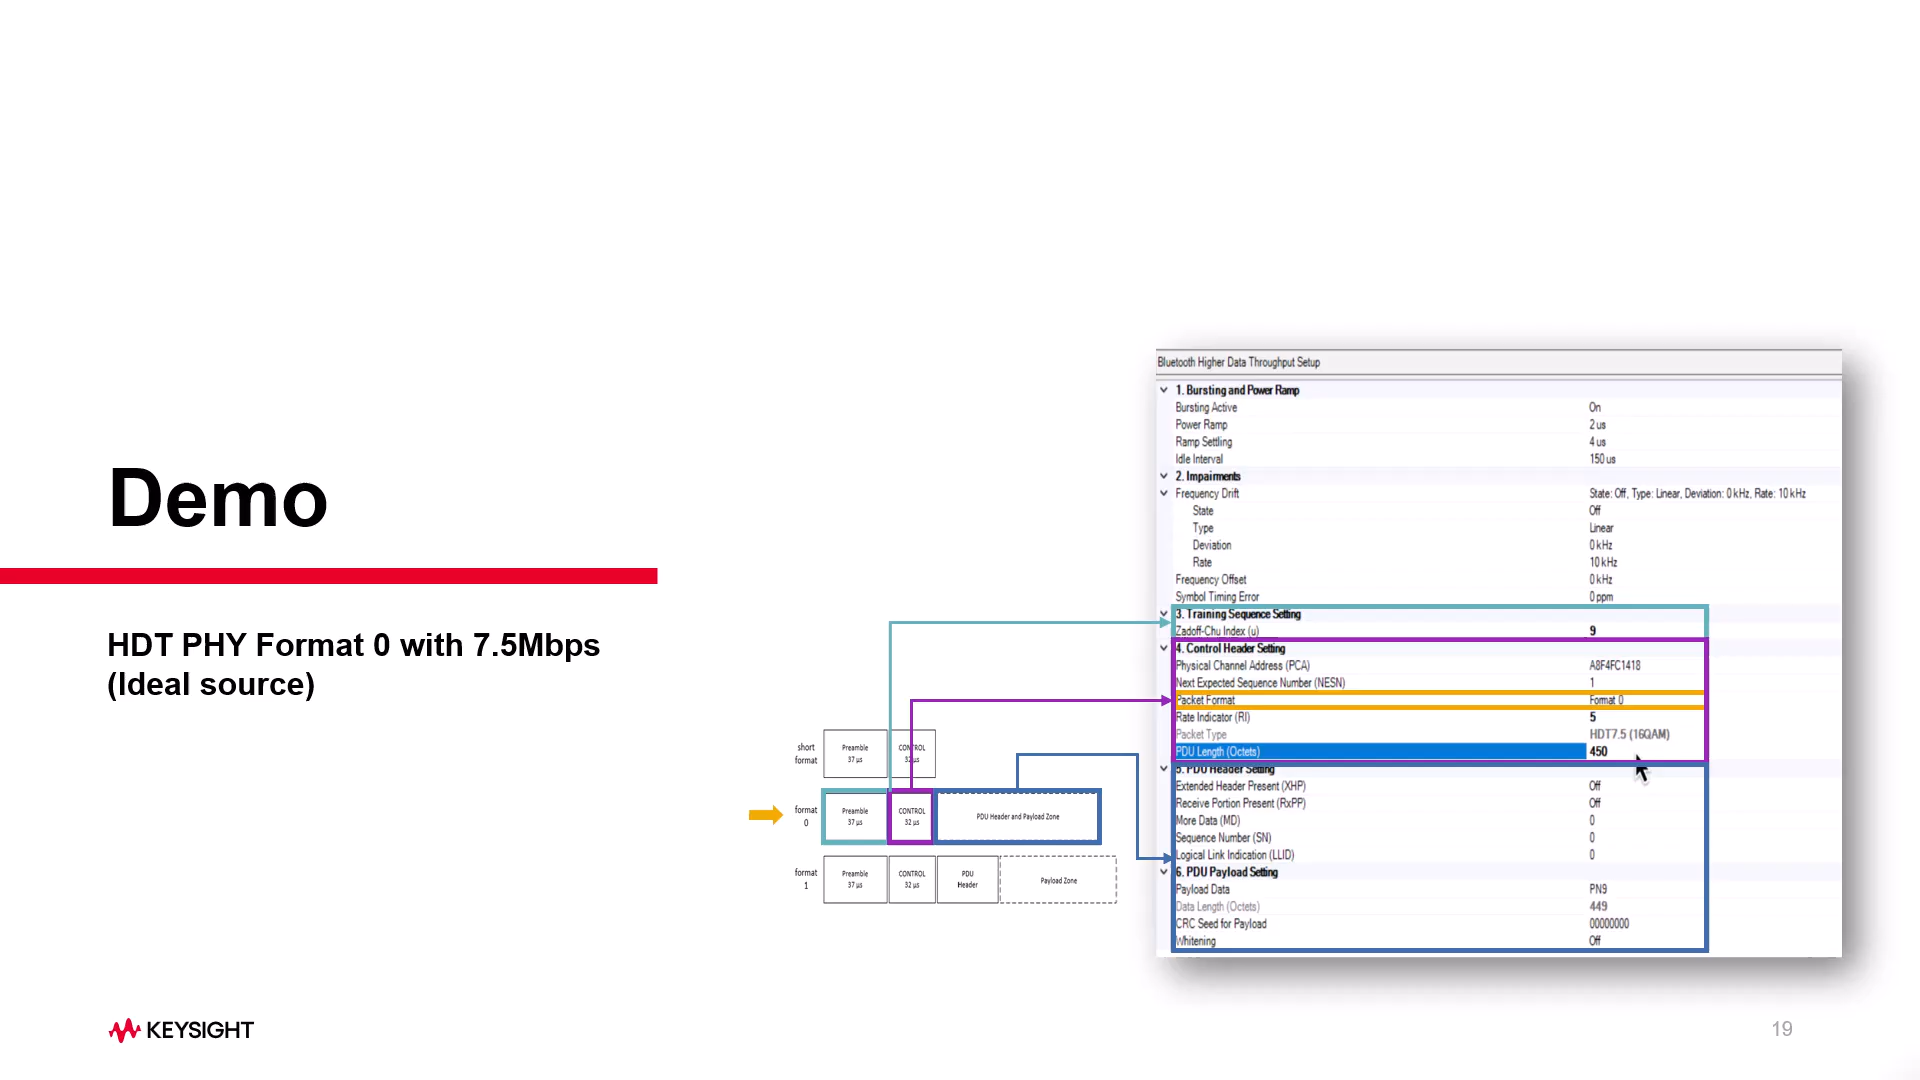 Demo
HDT PHY Format 0 with 7.5Mbps
(Ideal source)
short
format
Preamble
37 µs
CONTROL
32 µs
format
0
Preamble
37 µs
CONTROL
32 µs
PDU Header and Payload Zone
format
1
Preamble
37 µs
CONTROL
32 µs
PDU
Header
Payload Zone
Bluetooth Higher Data Throughput Setup
1. Bursting and Power Ramp
Bursting Active On
Power Ramp 2 us
Ramp Settling 4 us
Idle Interval 150 us
2. Impairments
Frequency Drift State: Off, Type: Linear, Deviation: 0 kHz, Rate: 10 kHz
State Off
Type Linear
Deviation 0 kHz
Rate 10 kHz
Frequency Offset 0 kHz
Symbol Timing Error 0 ppm
3. Training Sequence Setting
Zadoff-Chu Index (u) 9
4. Control Header Setting
Physical Channel Address (PCA) A8F4FC1418
Next Expected Sequence Number (NESN) 1
Packet Format Format 0
Rate Indicator (RI) 5
Packet Type HDT7.5 (16QAM)
PDU Length (Octets) 450
5. PDU Header Setting
Extended Header Present (XHP) Off
Receive Portion Present (RxPP) Off
More Data (MD) 0
Sequence Number (SN) 0
Logical Link Indication (LLID) 0
6. PDU Payload Setting
Payload Data PN9
Data Length (Octets) 449
CRC Seed for Payload 00000000
Whitening Off
KEYSIGHT
19